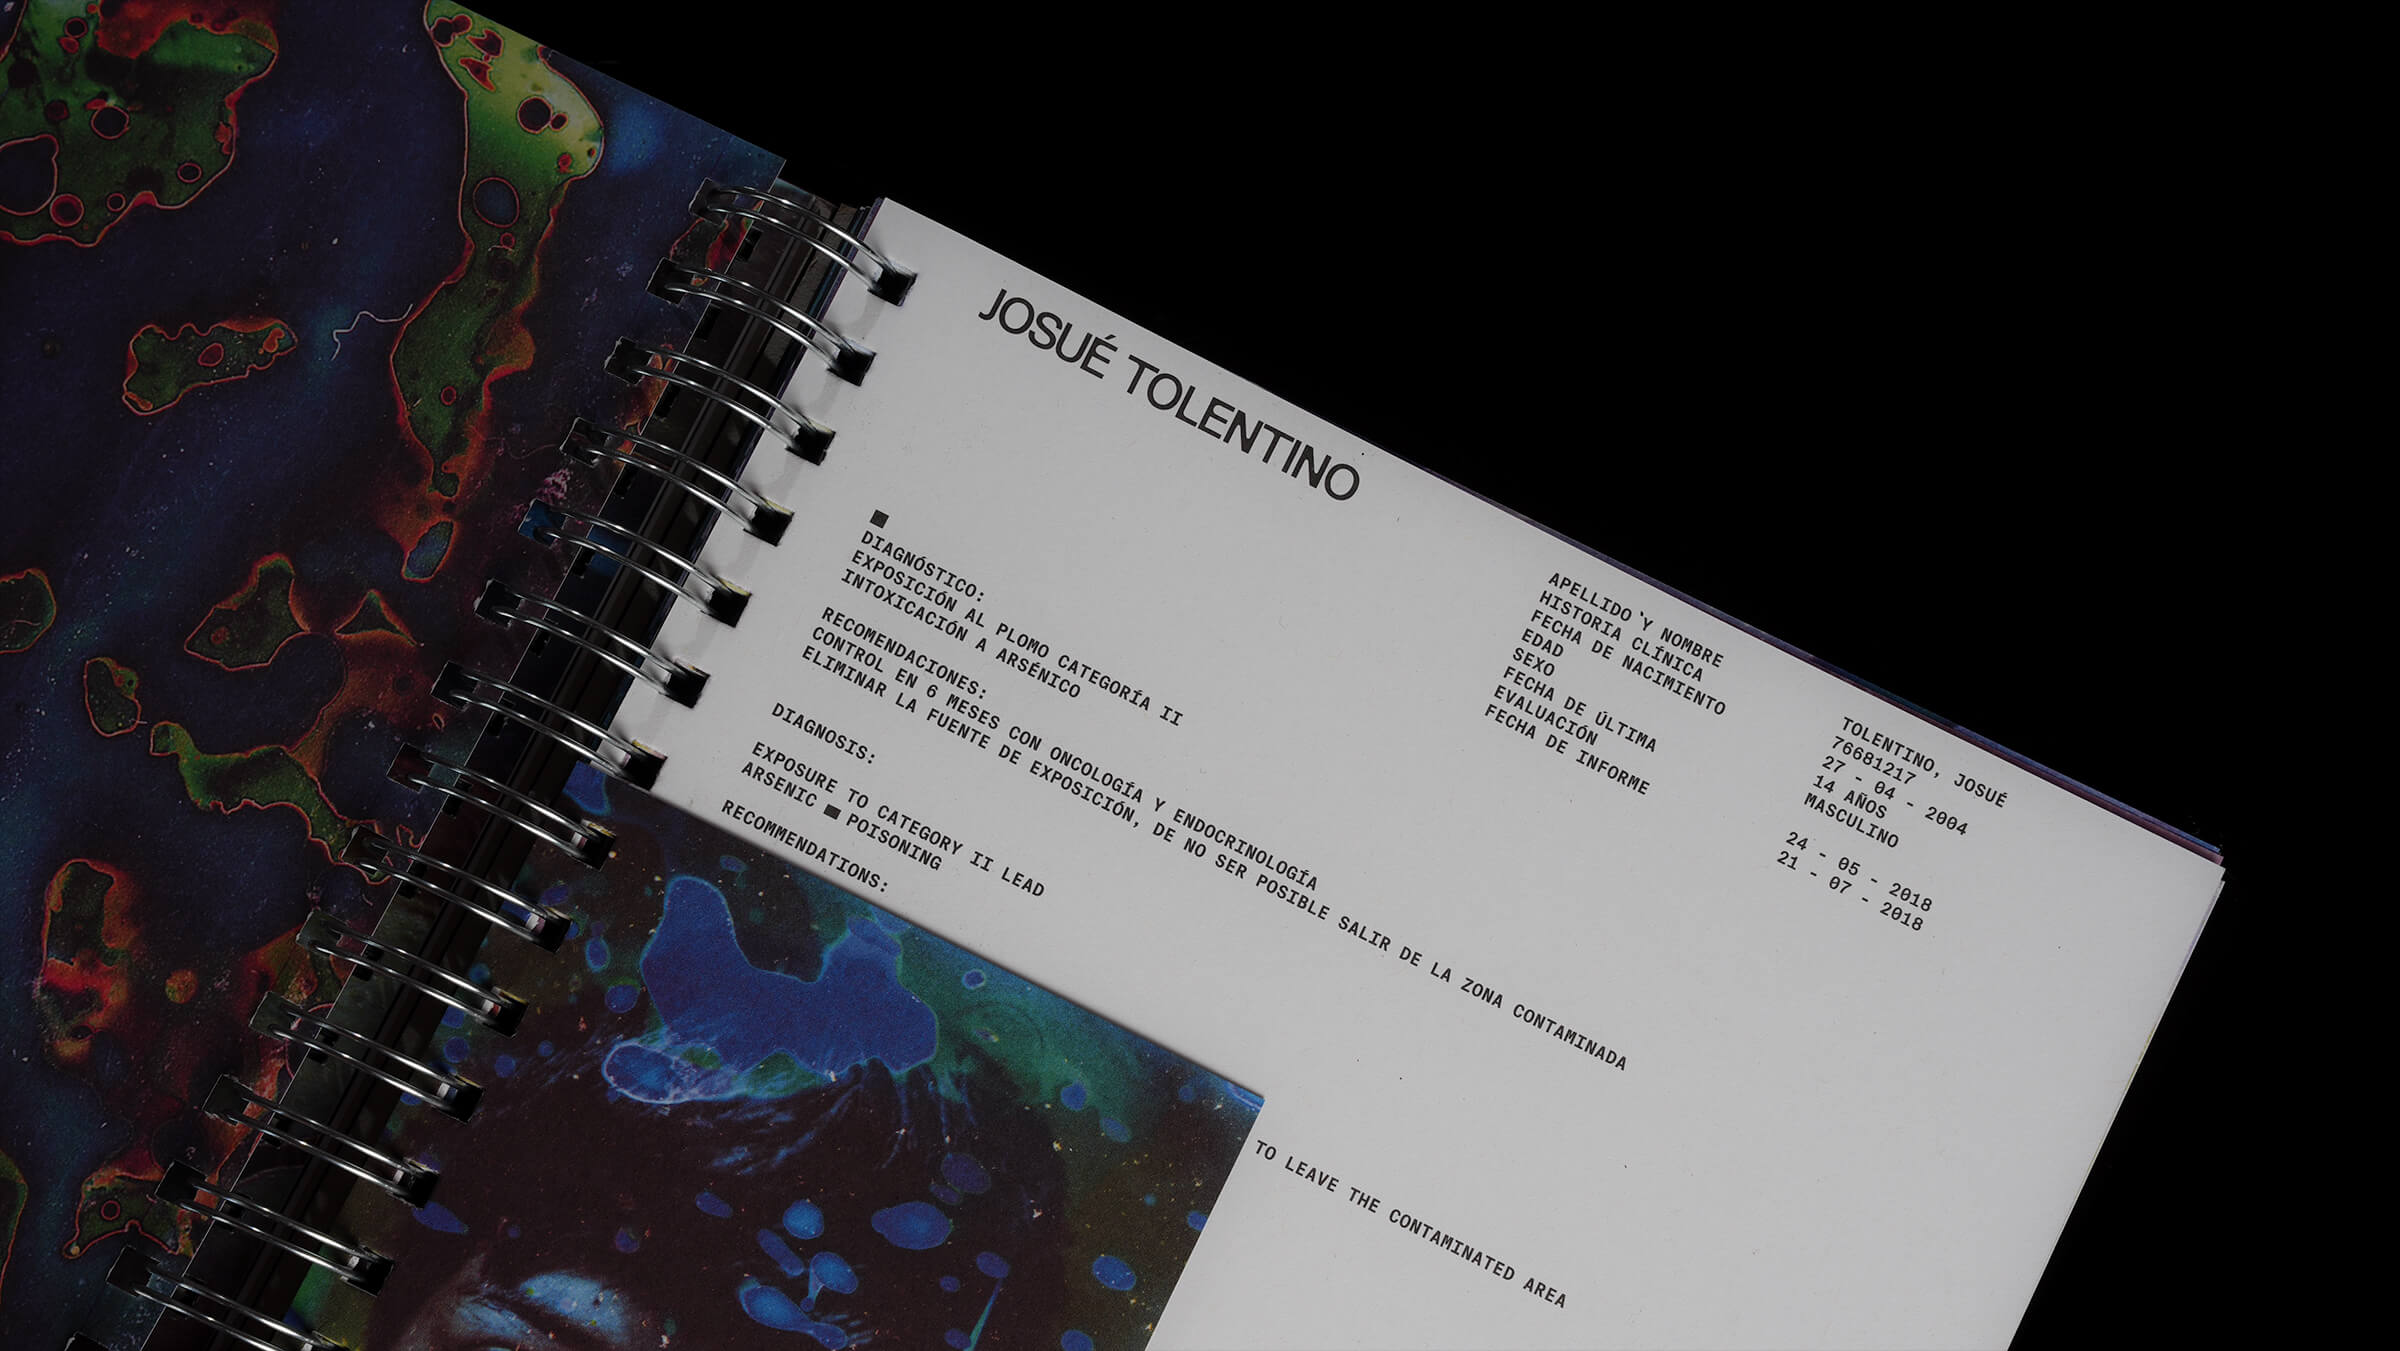 JOSUÉ TOLENTINO
DIAGNÓSTICO:
EXPOSICIÓN AL PLOMO CATEGORÍA II
INTOXICACIÓN A ARSÉNICO
RECOMENDACIONES:
CONTROL EN 6 MESES CON ONCOLOGÍA Y ENDOCRINOLOGÍA
ELIMINAR LA FUENTE DE EXPOSICIÓN, DE NO SER POSIBLE SALIR DE LA ZONA CONTAMINADA
DIAGNOSIS:
EXPOSURE TO CATEGORY II LEAD
ARSENIC POISONING
RECOMMENDATIONS:
TO LEAVE THE CONTAMINATED AREA
APELLIDO Y NOMBRE
HISTORIA CLÍNICA
FECHA DE NACIMIENTO
EDAD
SEXO
FECHA DE ÚLTIMA
EVALUACIÓN
FECHA DE INFORME
TOLENTINO, JOSUÉ
76681217
27 - 04 - 2004
14 AÑOS
MASCULINO
24 - 05 - 2018
21 - 07 - 2018